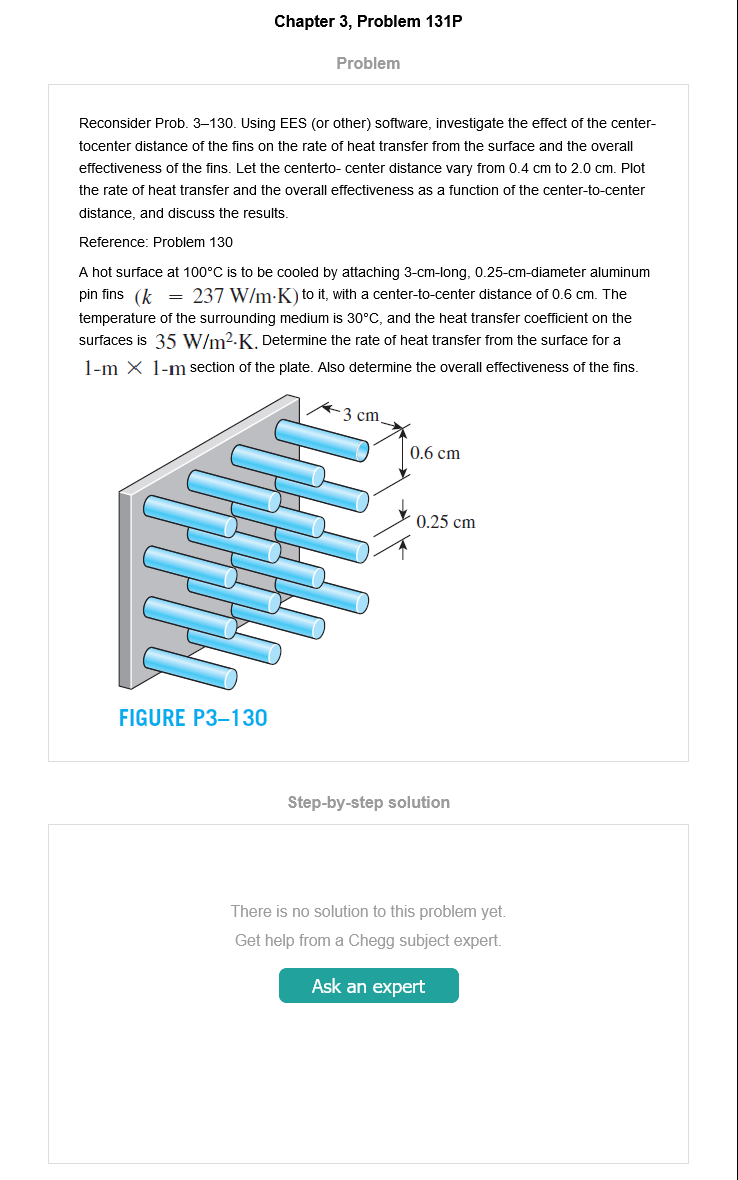 Chapter 3, Problem 131P
Problem
Reconsider Prob. 3–130. Using EES (or other) software, investigate the effect of the center-
tocenter distance of the fins on the rate of heat transfer from the surface and the overall
effectiveness of the fins. Let the centerto- center distance vary from 0.4 cm to 2.0 cm. Plot
the rate of heat transfer and the overall effectiveness as a function of the center-to-center
distance, and discuss the results.
Reference: Problem 130
A hot surface at 100°C is to be cooled by attaching 3-cm-long, 0.25-cm-diameter aluminum
pin fins (k = 237 W/m·K) to it, with a center-to-center distance of 0.6 cm. The
temperature of the surrounding medium is 30°C, and the heat transfer coefficient on the
surfaces is 35 W/m²·K. Determine the rate of heat transfer from the surface for a
1-m × 1-m section of the plate. Also determine the overall effectiveness of the fins.
3 cm
0.6 cm
0.25 cm
FIGURE P3–130
Step-by-step solution
There is no solution to this problem yet.
Get help from a Chegg subject expert.
Ask an expert